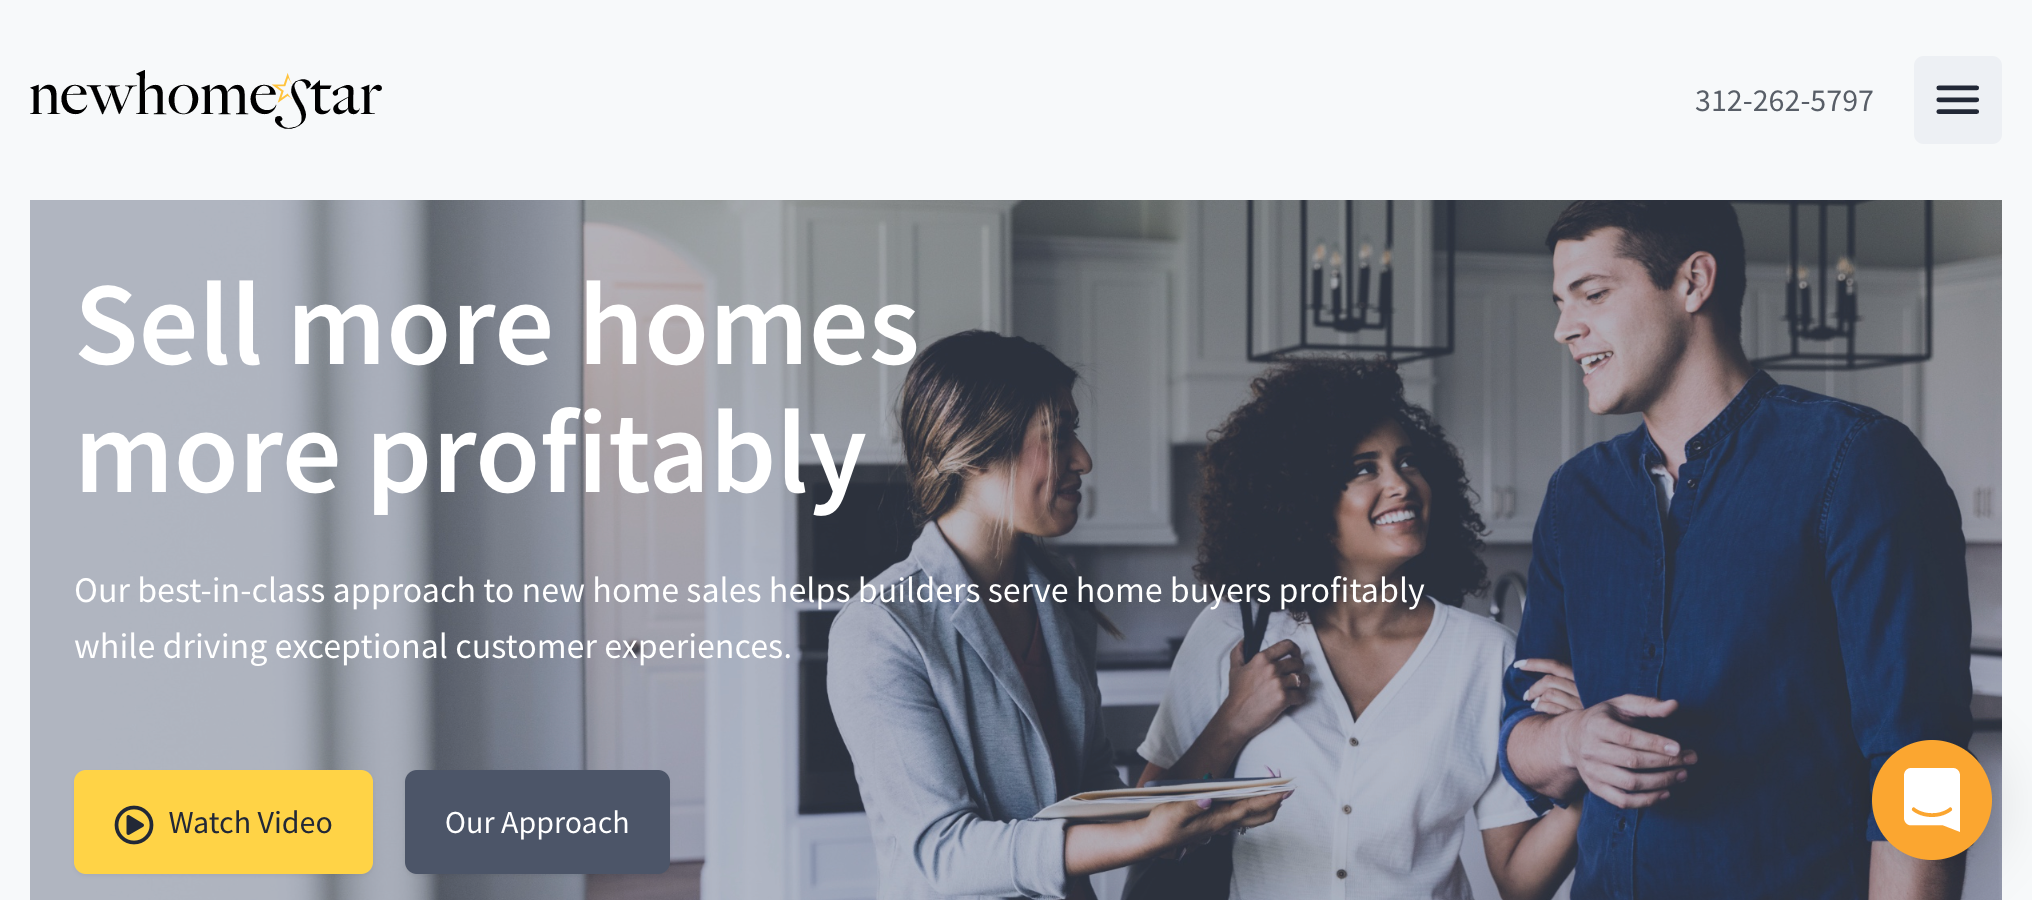 newhomestar
312-262-5797
Sell more homes
more profitably
Our best-in-class approach to new home sales helps builders serve home buyers profitably
while driving exceptional customer experiences.
Watch Video
Our Approach